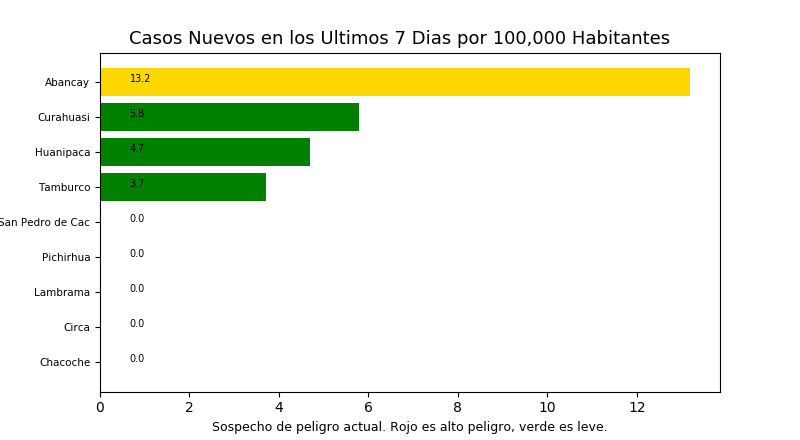 Casos Nuevos en los Ultimos 7 Dias por 100,000 Habitantes
Abancay 13.2
Curahuasi 5.8
Huanipaca 4.7
Tamburco 3.7
San Pedro de Cac 0.0
Pichirhua 0.0
Lambrama 0.0
Circa 0.0
Chacoche 0.0
0 2 4 6 8 10 12
Sospecho de peligro actual. Rojo es alto peligro, verde es leve.